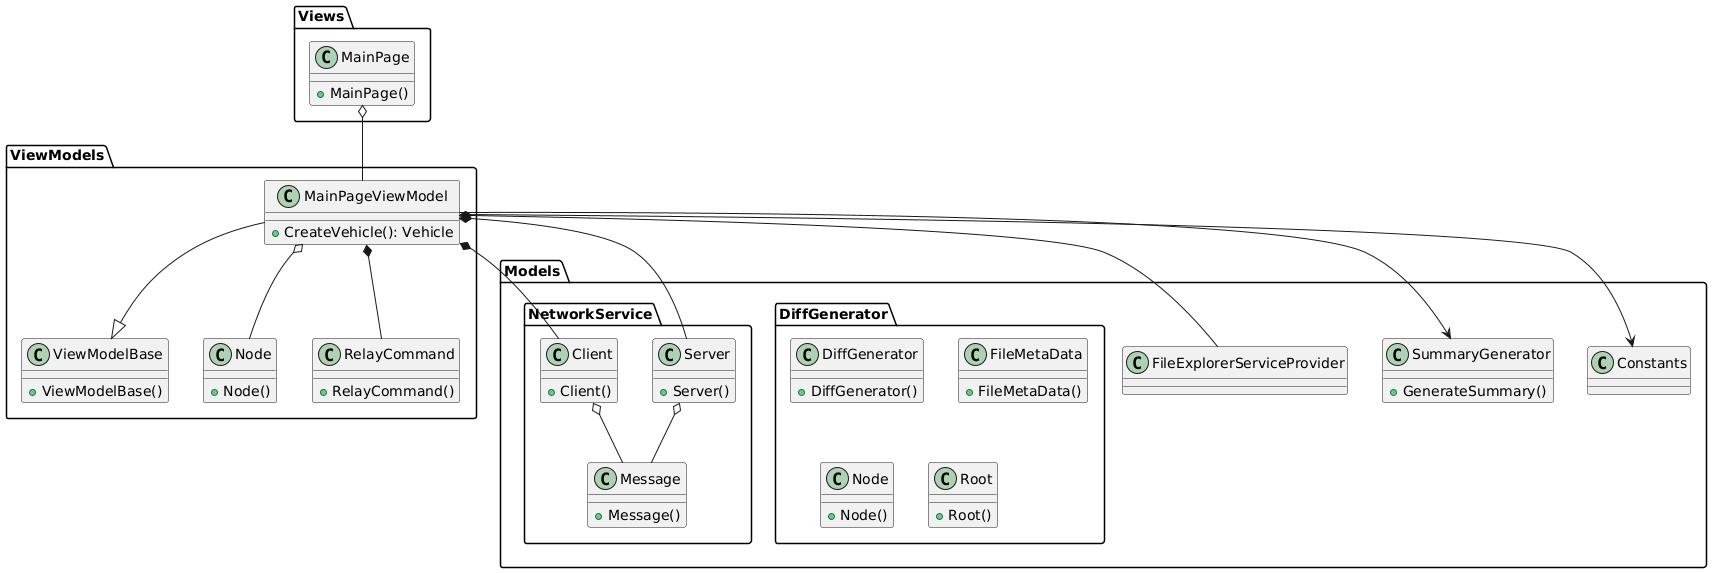 Views
C MainPage
MainPage()
ViewModels
C MainPageViewModel
CreateVehicle(): Vehicle
C ViewModelBase
ViewModelBase()
C Node
Node()
C RelayCommand
RelayCommand()
Models
NetworkService
C Client
Client()
C Server
Server()
C Message
Message()
DiffGenerator
C DiffGenerator
DiffGenerator()
C FileMetaData
FileMetaData()
C Node
Node()
C Root
Root()
C FileExplorerServiceProvider
C SummaryGenerator
GenerateSummary()
C Constants